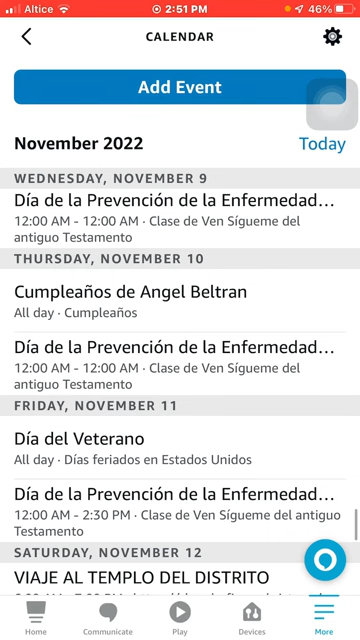 Altice 2:51 PM 46%
CALENDAR
Add Event
November 2022 Today
WEDNESDAY, NOVEMBER 9
Día de la Prevención de la Enfermedad...
12:00 AM - 12:00 AM · Clase de Ven Sígueme del
antiguo Testamento
THURSDAY, NOVEMBER 10
Cumpleaños de Angel Beltran
All day · Cumpleaños
Día de la Prevención de la Enfermedad...
12:00 AM - 12:00 AM · Clase de Ven Sígueme del
antiguo Testamento
FRIDAY, NOVEMBER 11
Día del Veterano
All day · Días feriados en Estados Unidos
Día de la Prevención de la Enfermedad...
12:00 AM - 2:30 PM · Clase de Ven Sígueme del antiguo
Testamento
SATURDAY, NOVEMBER 12
VIAJE AL TEMPLO DEL DISTRITO
Home Communicate Play Devices More